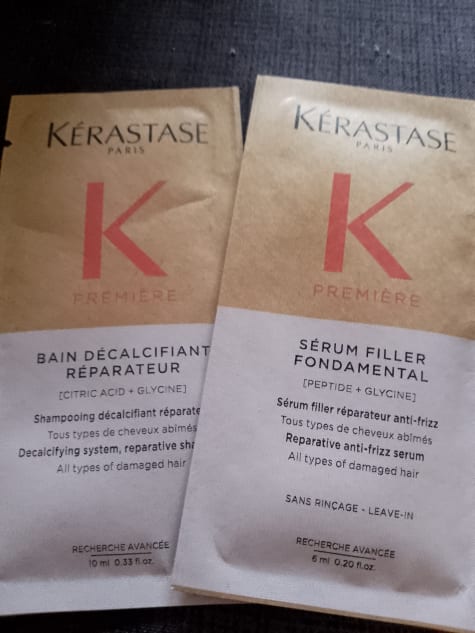 KÉRASTASE
PARIS
K
PREMIÈRE
BAIN DÉCALCIFIANT
RÉPARATEUR
[CITRIC ACID + GLYCINE]
Shampooing décalcifiant
Tous types de cheveux abîmés
Decalcifying system, reparative
All types of damaged hair
RECHERCHE AVANCÉE
10 ml 0.33 fl.oz.
KÉRASTASE
PARIS
K
PREMIÈRE
SÉRUM FILLER
FONDAMENTAL
[PEPTIDE + GLYCINE]
Sérum filler réparateur anti-frizz
Tous types de cheveux abîmés
Reparative anti-frizz serum
All types of damaged hair
SANS RINÇAGE - LEAVE-IN
RECHERCHE AVANCÉE
6 ml 0.20 fl.oz.